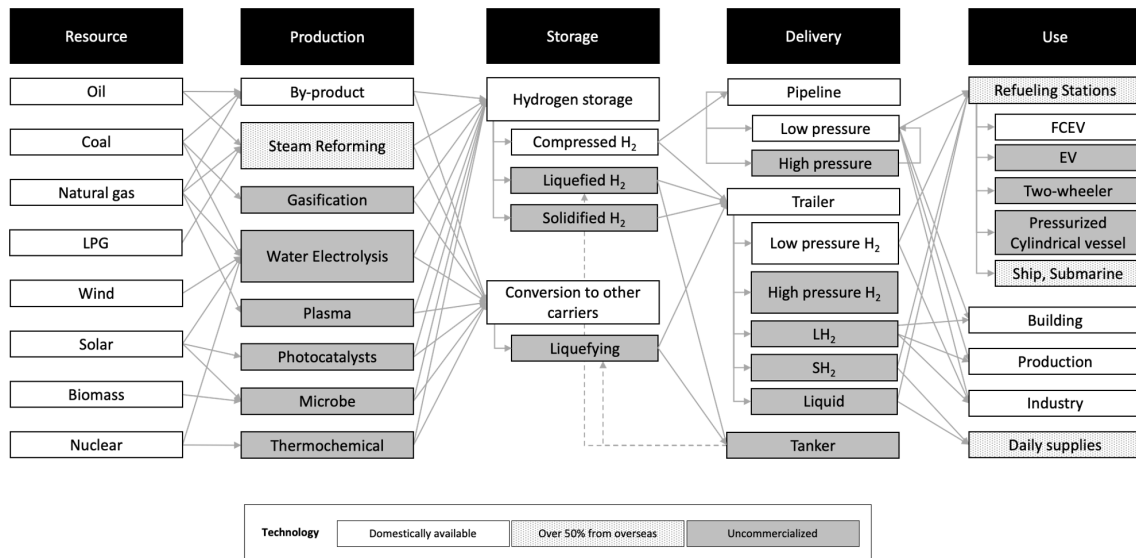 Resource
Production
Storage
Delivery
Use
Oil
Coal
Natural gas
LPG
Wind
Solar
Biomass
Nuclear
By-product
Steam Reforming
Gasification
Water Electrolysis
Plasma
Photocatalysts
Microbe
Thermochemical
Hydrogen storage
Compressed H₂
Liquefied H₂
Solidified H₂
Conversion to other
carriers
Liquefying
Pipeline
Low pressure
High pressure
Trailer
Low pressure H₂
High pressure H₂
LH₂
SH₂
Liquid
Tanker
Refueling Stations
FCEV
EV
Two-wheeler
Pressurized
Cylindrical vessel
Ship, Submarine
Building
Production
Industry
Daily supplies
Technology
Domestically available
Over 50% from overseas
Uncommercialized